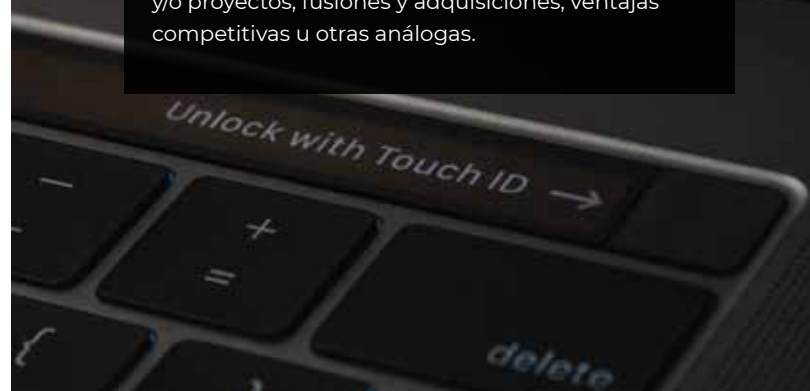 y/o proyectos, fusiones y adquisiciones, ventajas
competitivas u otras análogas.
Unlock with Touch ID →
—
+
=
{
delete